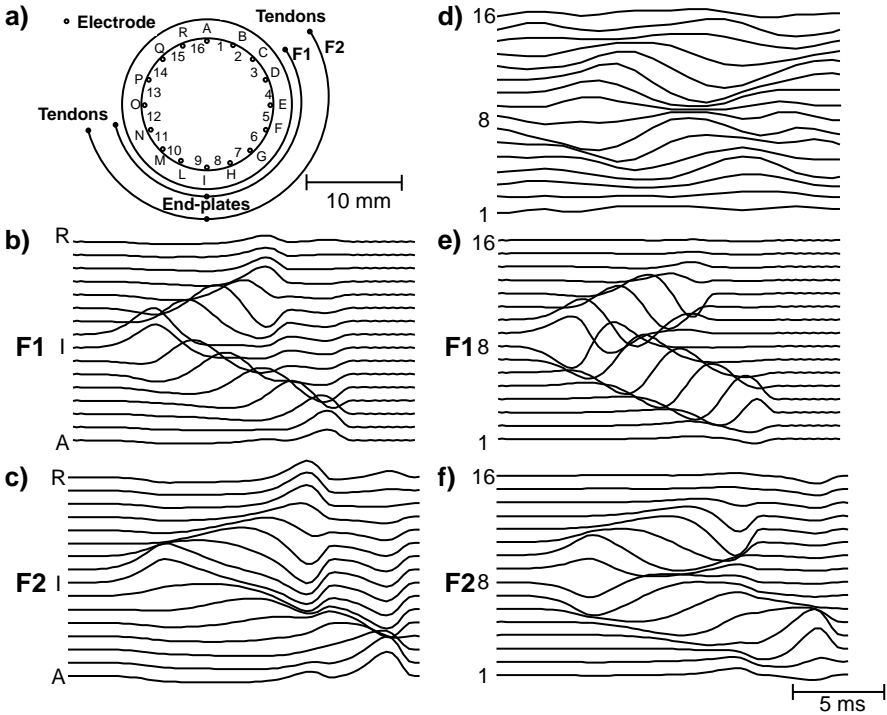 a)
Electrode
Tendons
F1 F2
A B C D E F G H I L M N O P Q R
1 2 3 4 5 6 7 8 9 10 11 12 13 14 15 16
Tendons
End-plates
10 mm
b)
R
F1 I
A
c)
R
F2 I
A
d)
16
8
1
e)
16
F1 8
1
f)
16
F2 8
1
5 ms